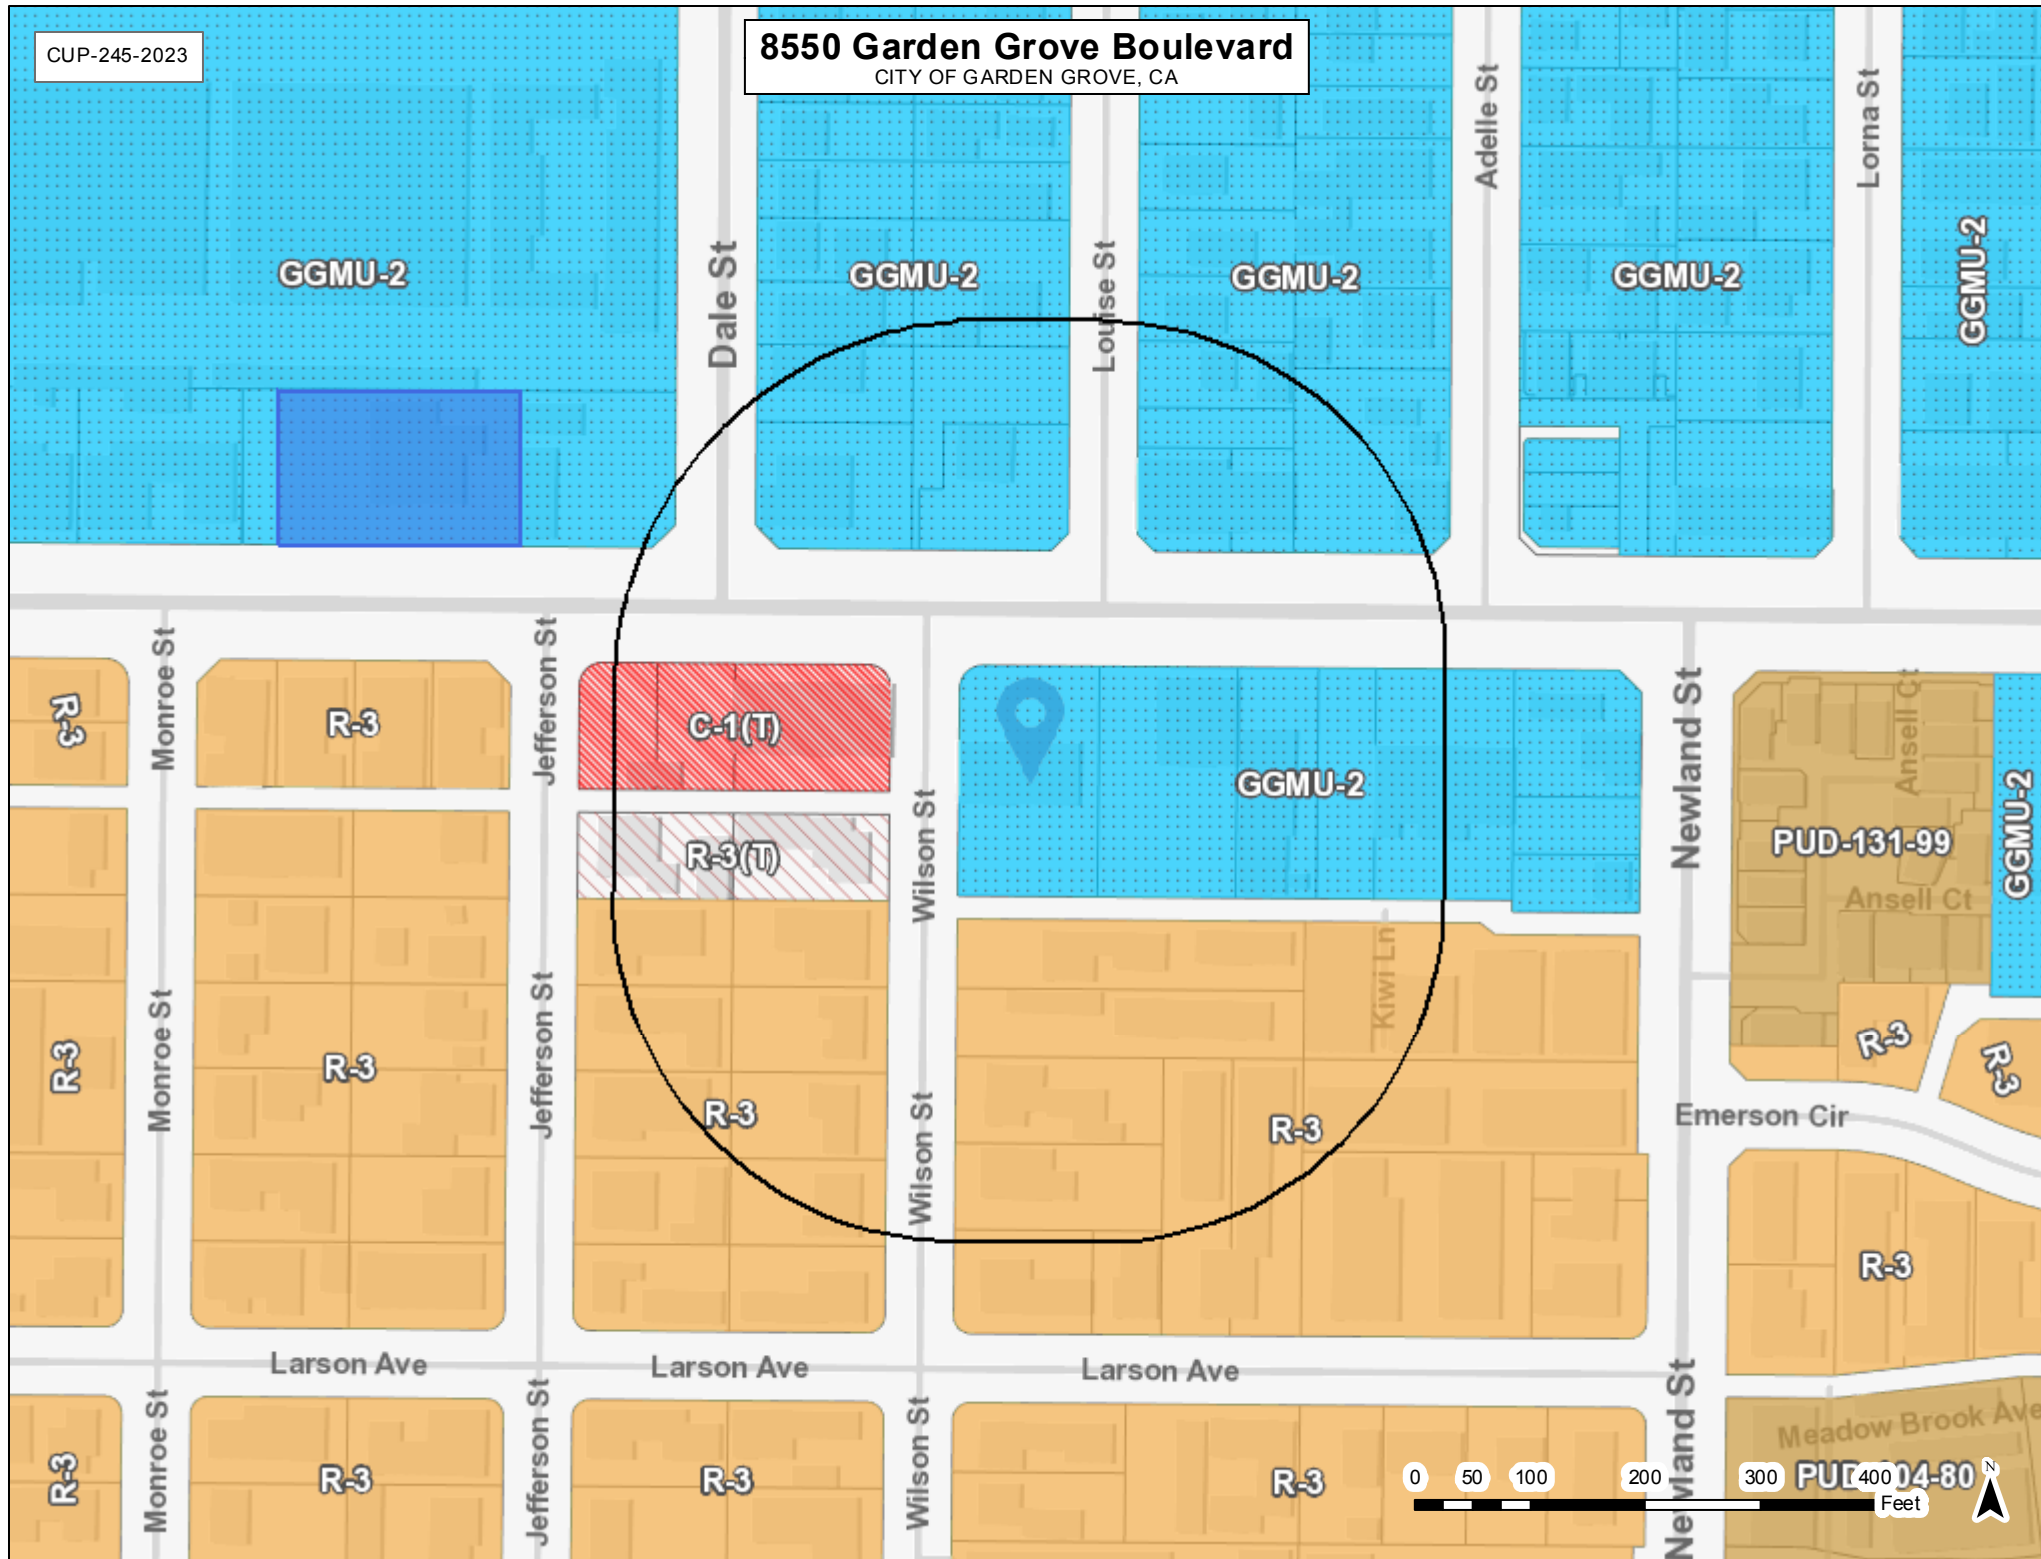 CUP-245-2023
8550 Garden Grove Boulevard
CITY OF GARDEN GROVE, CA
Adelle St
Lorna St
GGMU-2
GGMU-2
GGMU-2
GGMU-2
GGMU-2
Dale St
Louise St
Monroe St
Jefferson St
R-3
R-3
C-1(T)
GGMU-2
Newland St
Ansell Ct
R-3(T)
Wilson St
PUD-131-99
GGMU-2
Ansell Ct
Kiwi Ln
R-3
Monroe St
R-3
Jefferson St
R-3
Wilson St
R-3
R-3
R-3
Emerson Cir
R-3
Larson Ave
Larson Ave
Larson Ave
Monroe St
Jefferson St
Wilson St
Newland St
Meadow Brook Ave
R-3
R-3
R-3
R-3
0 50 100 200 300 400
Feet
N